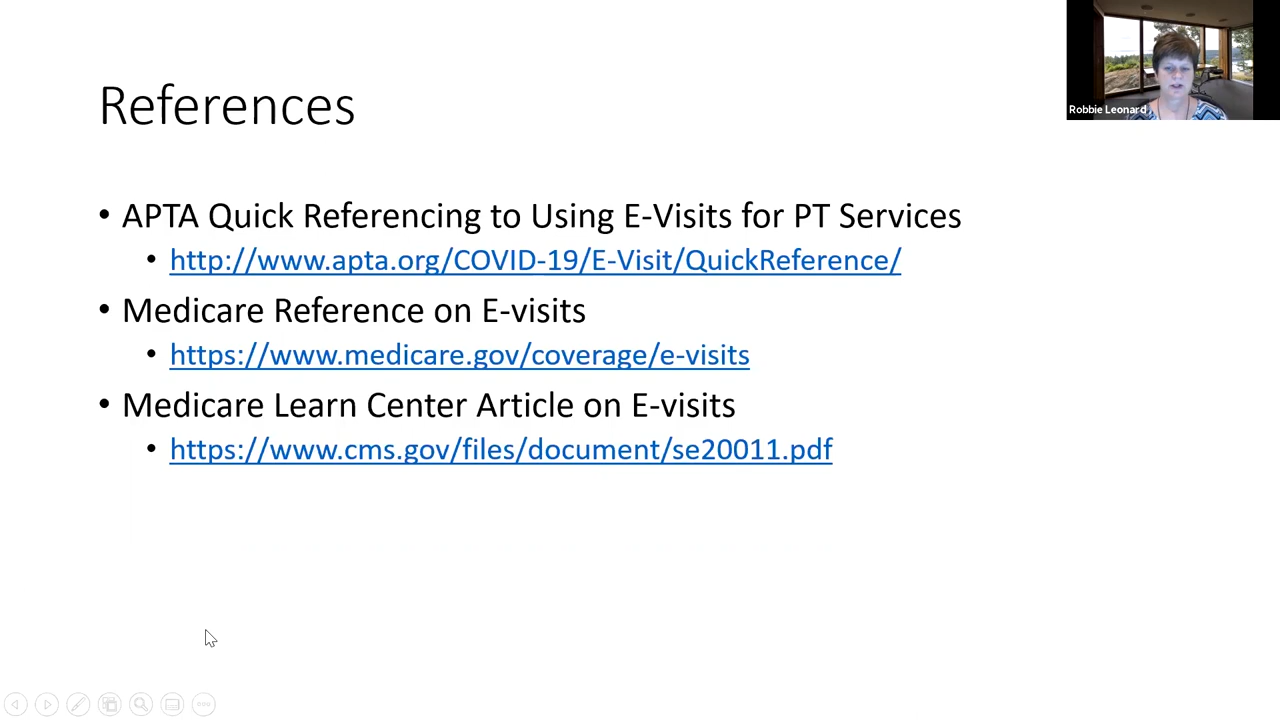 References
Robbie Leonard
• APTA Quick Referencing to Using E-Visits for PT Services
• http://www.apta.org/COVID-19/E-Visit/QuickReference/
• Medicare Reference on E-visits
• https://www.medicare.gov/coverage/e-visits
• Medicare Learn Center Article on E-visits
• https://www.cms.gov/files/document/se20011.pdf